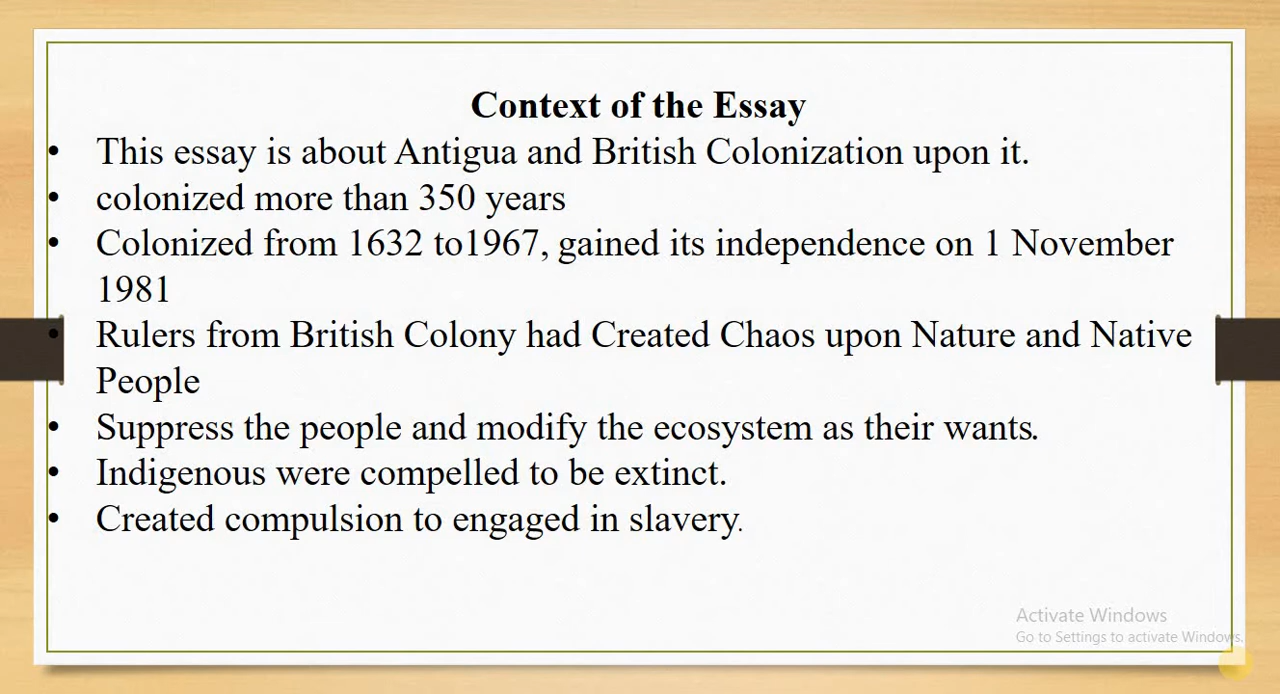 Context of the Essay
• This essay is about Antigua and British Colonization upon it.
• colonized more than 350 years
• Colonized from 1632 to1967, gained its independence on 1 November
1981
• Rulers from British Colony had Created Chaos upon Nature and Native
People
• Suppress the people and modify the ecosystem as their wants.
• Indigenous were compelled to be extinct.
• Created compulsion to engaged in slavery.
Activate Windows
Go to Settings to activate Windows.